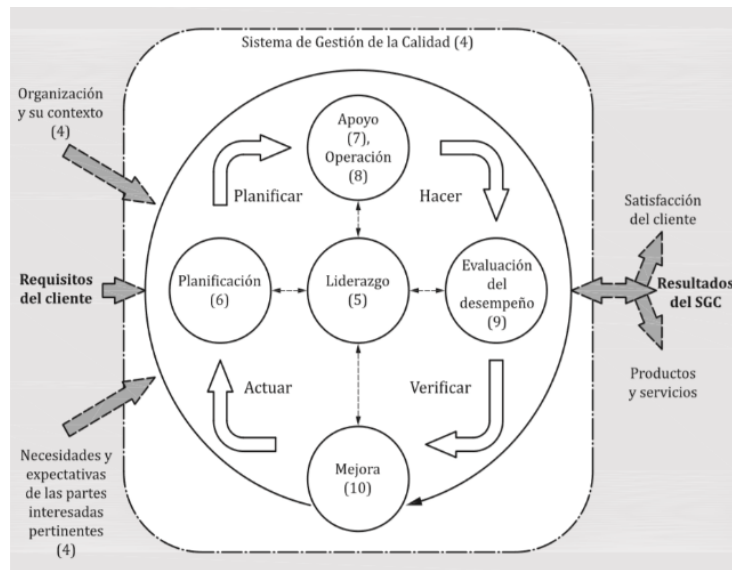 Sistema de Gestión de la Calidad (4)
Organización
y su contexto
(4)
Apoyo
(7),
Operación
(8)
Planificar
Hacer
Satisfacción
del cliente
Requisitos
del cliente
Planificación
(6)
Liderazgo
(5)
Evaluación
del
desempeño
(9)
Resultados
del SGC
Actuar
Verificar
Productos
y servicios
Necesidades y
expectativas
de las partes
interesadas
pertinentes
(4)
Mejora
(10)